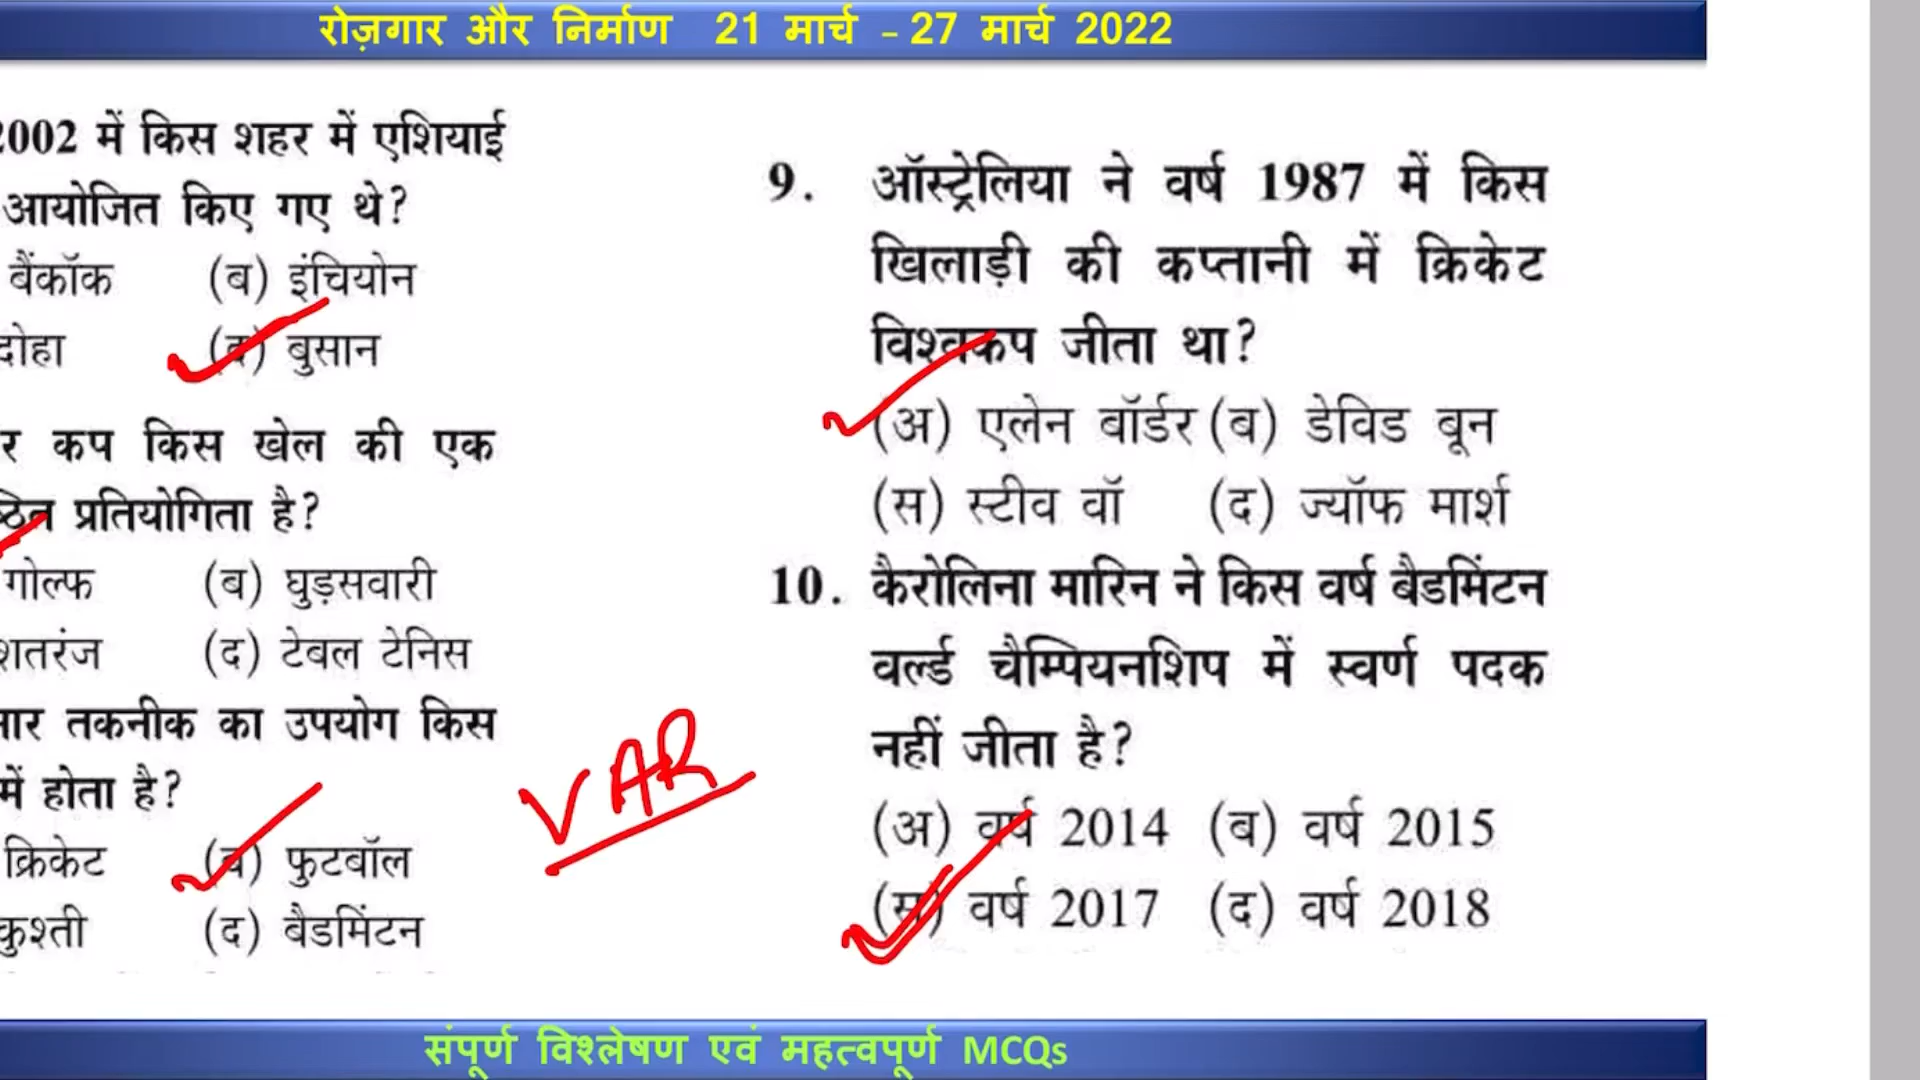 रोज़गार और निर्माण 21 मार्च - 27 मार्च 2022
2002 में किस शहर में एशियाई
आयोजित किए गए थे?
बैंकॉक (ब) इंचियोन
दोहा (द) बुसान
र कप किस खेल की एक
प्रतियोगिता है?
गोल्फ (ब) घुड़सवारी
शतरंज (द) टेबल टेनिस
तकनीक का उपयोग किस
में होता है?
क्रिकेट (ब) फुटबॉल
कुश्ती (द) बैडमिंटन
VAR
9. ऑस्ट्रेलिया ने वर्ष 1987 में किस
खिलाड़ी की कप्तानी में क्रिकेट
विश्वकप जीता था?
(अ) एलेन बॉर्डर (ब) डेविड बून
(स) स्टीव वॉ (द) ज्यॉफ मार्श
10. कैरोलिना मारिन ने किस वर्ष बैडमिंटन
वर्ल्ड चैम्पियनशिप में स्वर्ण पदक
नहीं जीता है?
(अ) वर्ष 2014 (ब) वर्ष 2015
(स) वर्ष 2017 (द) वर्ष 2018
संपूर्ण विश्लेषण एवं महत्वपूर्ण MCQs